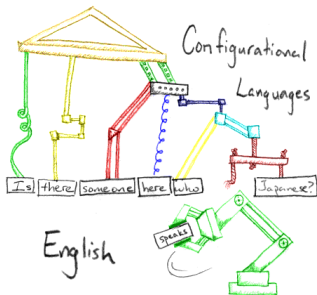 Configurational
Languages
Is there someone here who Japanese?
speaks
English